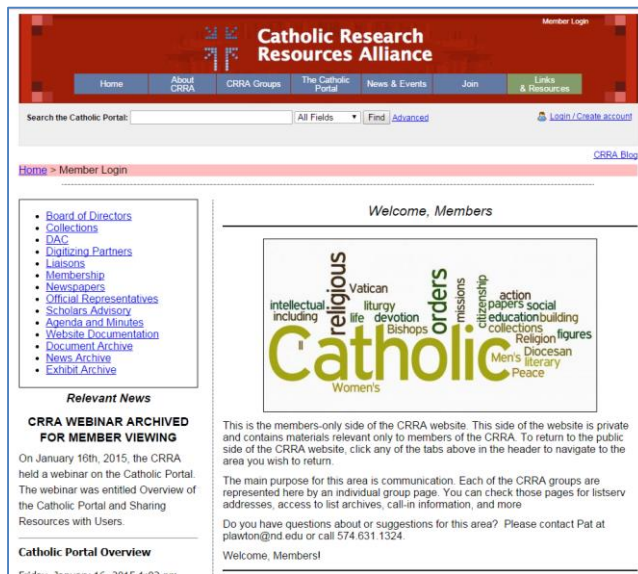 Member Login
Catholic Research
Resources Alliance
Home
About
CRRA
CRRA Groups
The Catholic
Portal
News & Events
Join
Links
& Resources
Search the Catholic Portal:
All Fields
Find
Advanced
Login / Create account
CRRA Blog
Home > Member Login
Board of Directors
Collections
DAC
Digitizing Partners
Liaisons
Membership
Newspapers
Official Representatives
Scholars Advisory
Agenda and Minutes
Website Documentation
Document Archive
News Archive
Exhibit Archive
Relevant News
CRRA WEBINAR ARCHIVED
FOR MEMBER VIEWING
On January 16th, 2015, the CRRA
held a webinar on the Catholic Portal.
The webinar was entitled Overview of
the Catholic Portal and Sharing
Resources with Users.
Catholic Portal Overview
Friday, January 16, 2015 1:03 pm
Welcome, Members
religious
Vatican
intellectual
including
liturgy
life
devotion
Bishops
orders
missions
citizenship
action
papers
social
education
building
collections
Religion
figures
Catholic
Men's
Diocesan
literary
Peace
Women's
This is the members-only side of the CRRA website. This side of the website is private
and contains materials relevant only to members of the CRRA. To return to the public
side of the CRRA website, click any of the tabs above in the header to navigate to the
area you wish to return.
The main purpose for this area is communication. Each of the CRRA groups are
represented here by an individual group page. You can check those pages for listserv
addresses, access to list archives, call-in information, and more
Do you have questions about or suggestions for this area? Please contact Pat at
plawton@nd.edu or call 574.631.1324.
Welcome, Members!